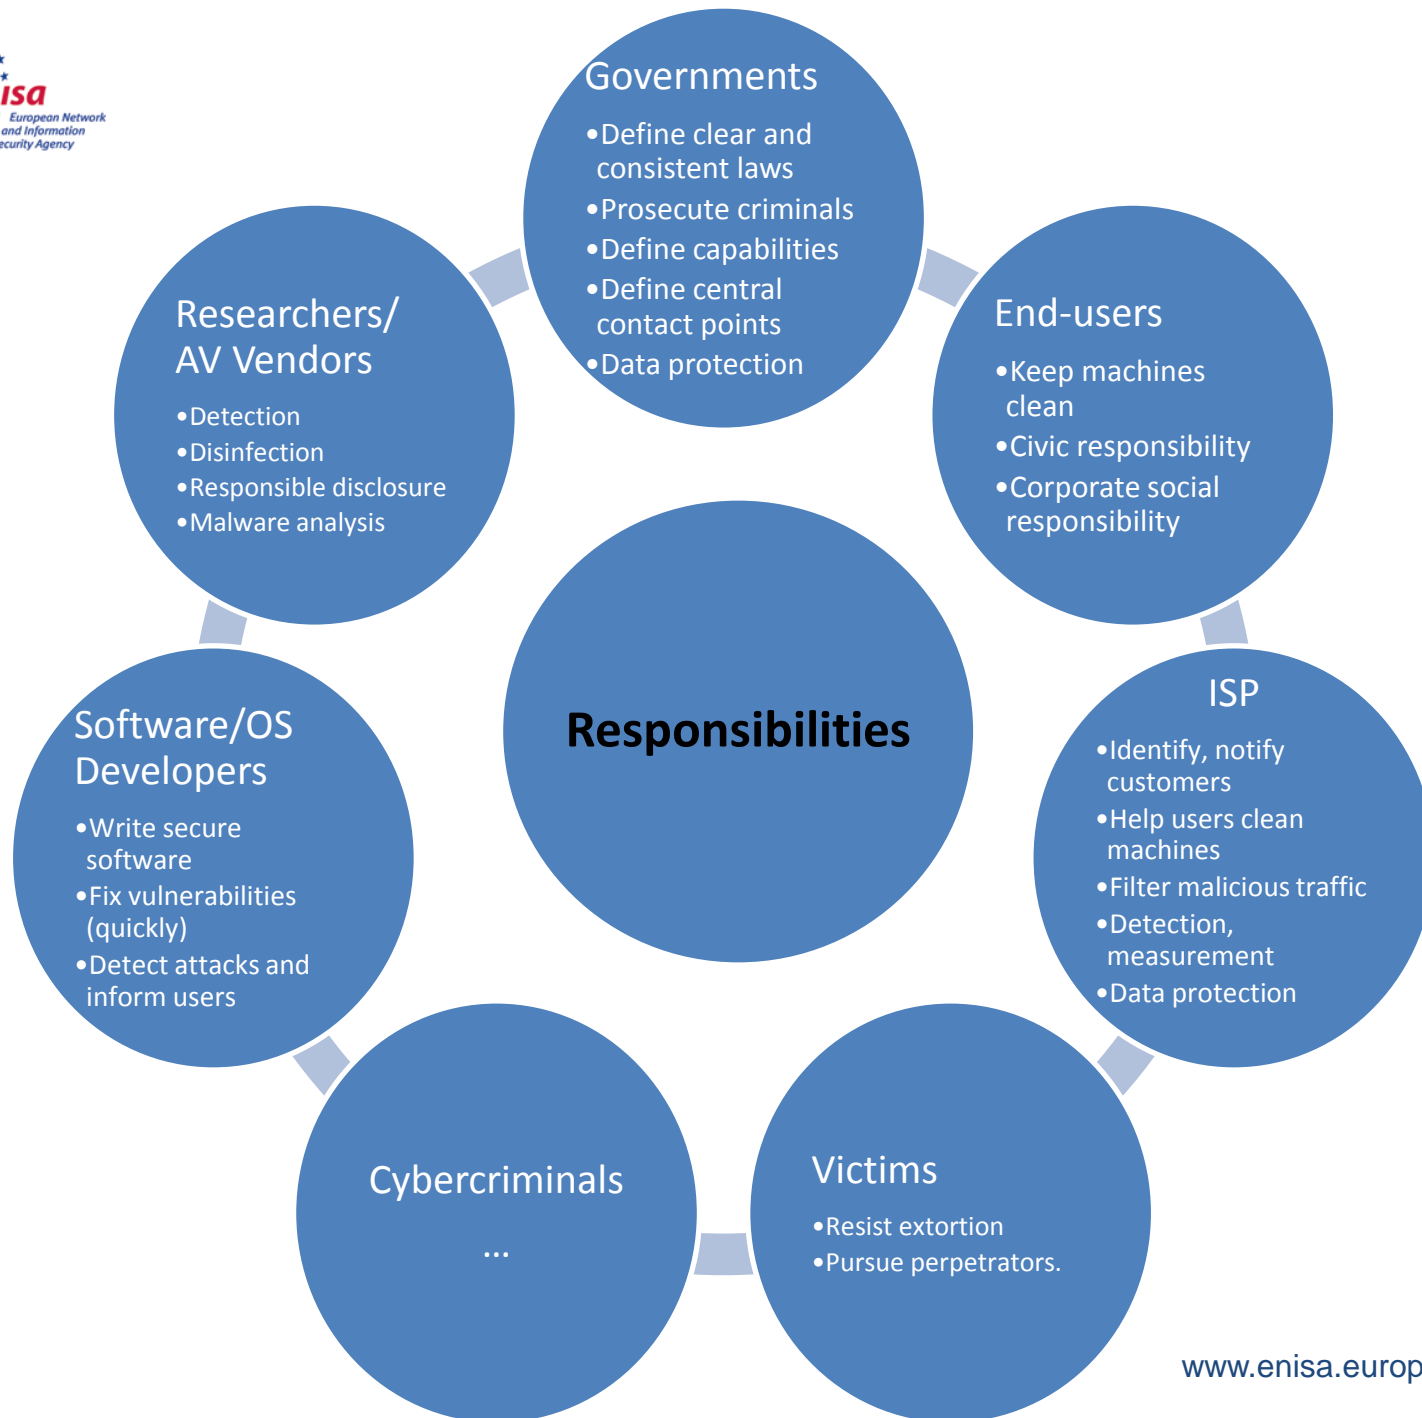 isa
European Network
and Information
ecurity Agency
Governments
•Define clear and
consistent laws
•Prosecute criminals
•Define capabilities
•Define central
contact points
•Data protection
End-users
•Keep machines
clean
•Civic responsibility
•Corporate social
responsibility
ISP
•Identify, notify
customers
•Help users clean
machines
•Filter malicious traffic
•Detection,
measurement
•Data protection
Victims
•Resist extortion
•Pursue perpetrators.
Cybercriminals
...
Software/OS
Developers
•Write secure
software
•Fix vulnerabilities
(quickly)
•Detect attacks and
inform users
Researchers/
AV Vendors
•Detection
•Disinfection
•Responsible disclosure
•Malware analysis
Responsibilities
www.enisa.europ